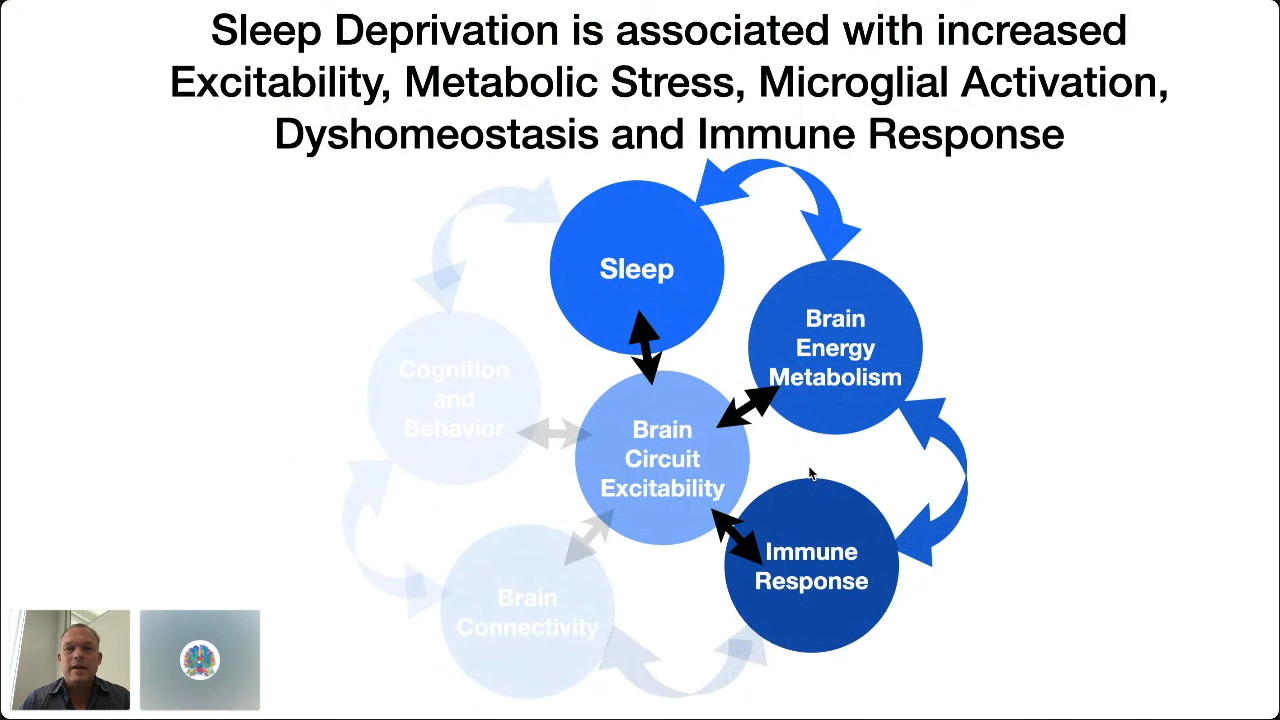 Sleep Deprivation is associated with increased
Excitability, Metabolic Stress, Microglial Activation,
Dyshomeostasis and Immune Response
Sleep
Brain
Energy
Metabolism
Cognition
and
Behavior
Brain
Circuit
Excitability
Immune
Response
Brain
Connectivity